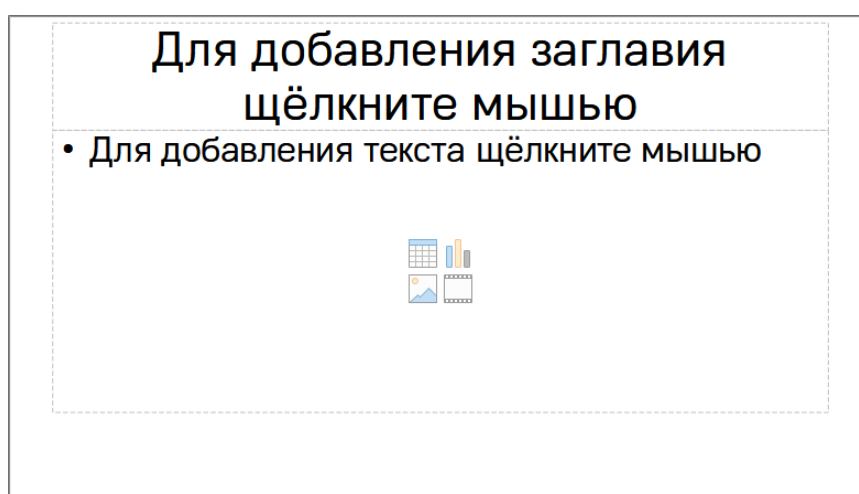 Для добавления заглавия
щёлкните мышью
• Для добавления текста щёлкните мышью